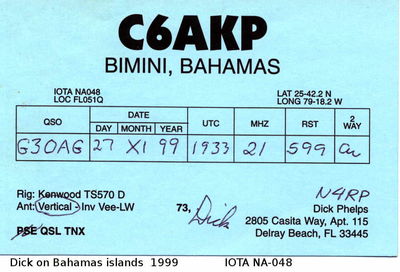 C6AKP
BIMINI, BAHAMAS
IOTA NA048
LOC FL051Q
LAT 25-42.2 N
LONG 79-18.2 W
QSO DATE UTC MHZ RST 2 WAY
DAY MONTH YEAR
G3OAG 27 XI 99 1933 21 599 CW
Rig: Kenwood TS570 D
Ant: Vertical - Inv Vee-LW
PSE QSL TNX
73, Dick
N4RP
Dick Phelps
2805 Casita Way, Apt. 115
Delray Beach, FL 33445
Dick on Bahamas islands 1999 IOTA NA-048